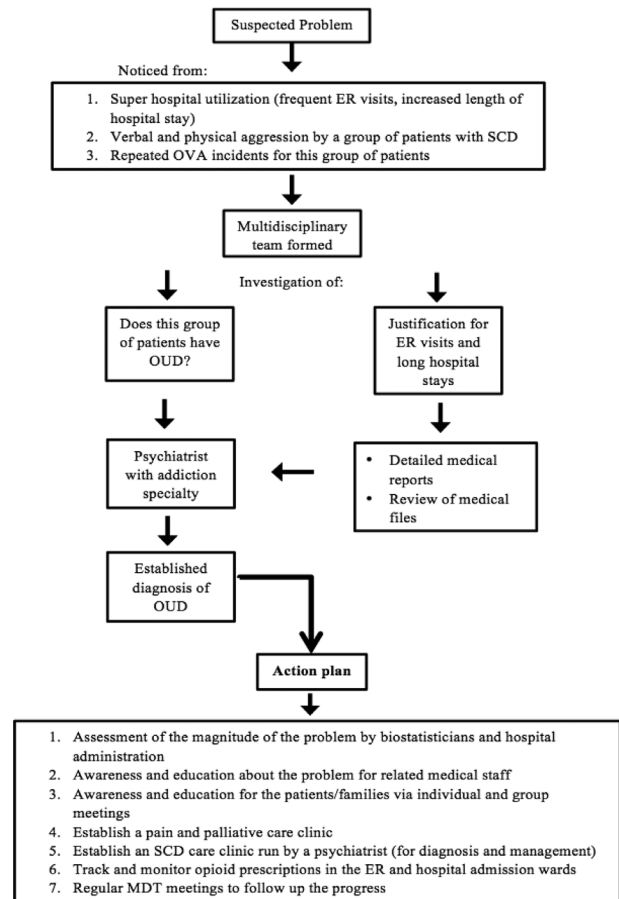 Suspected Problem
Noticed from:
1. Super hospital utilization (frequent ER visits, increased length of
hospital stay)
2. Verbal and physical aggression by a group of patients with SCD
3. Repeated OVA incidents for this group of patients
Multidisciplinary
team formed
Investigation of:
Does this group
of patients have
OUD?
Justification for
ER visits and
long hospital
stays
Psychiatrist
with addiction
specialty
• Detailed medical
reports
• Review of medical
files
Established
diagnosis of
OUD
Action plan
1. Assessment of the magnitude of the problem by biostatisticians and hospital
administration
2. Awareness and education about the problem for related medical staff
3. Awareness and education for the patients/families via individual and group
meetings
4. Establish a pain and palliative care clinic
5. Establish an SCD care clinic run by a psychiatrist (for diagnosis and management)
6. Track and monitor opioid prescriptions in the ER and hospital admission wards
7. Regular MDT meetings to follow up the progress